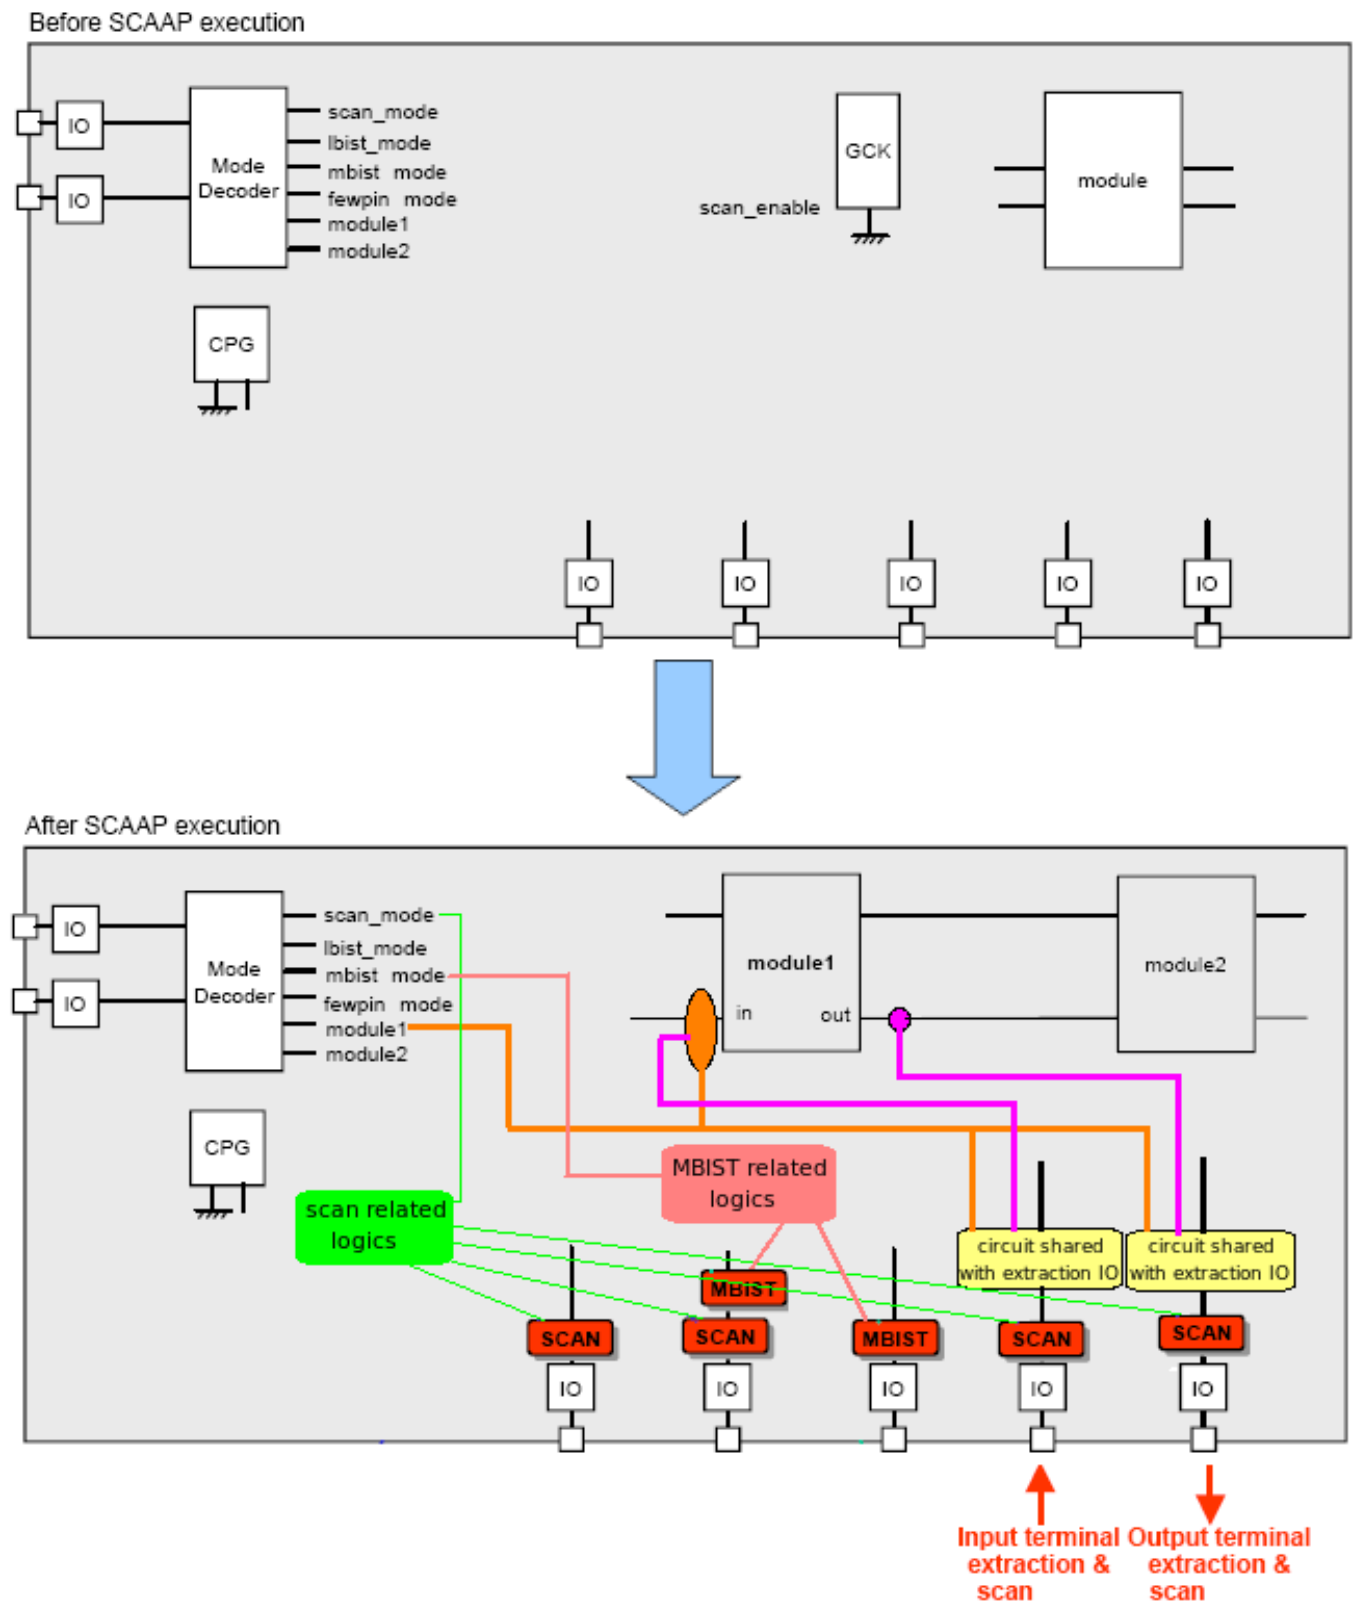 Before SCAAP execution
IO
IO
Mode
Decoder
scan_mode
lbist_mode
mbist mode
fewpin mode
module1
module2
GCK
scan_enable
module
CPG
IO
IO
IO
IO
IO
After SCAAP execution
IO
IO
Mode
Decoder
scan_mode
lbist_mode
mbist mode
fewpin mode
module1
module2
module1
in
out
module2
CPG
scan related
logics
MBIST related
logics
circuit shared
with extraction IO
circuit shared
with extraction IO
MBIST
SCAN
SCAN
MBIST
SCAN
SCAN
IO
IO
IO
IO
IO
Input terminal
extraction &
scan
Output terminal
extraction &
scan